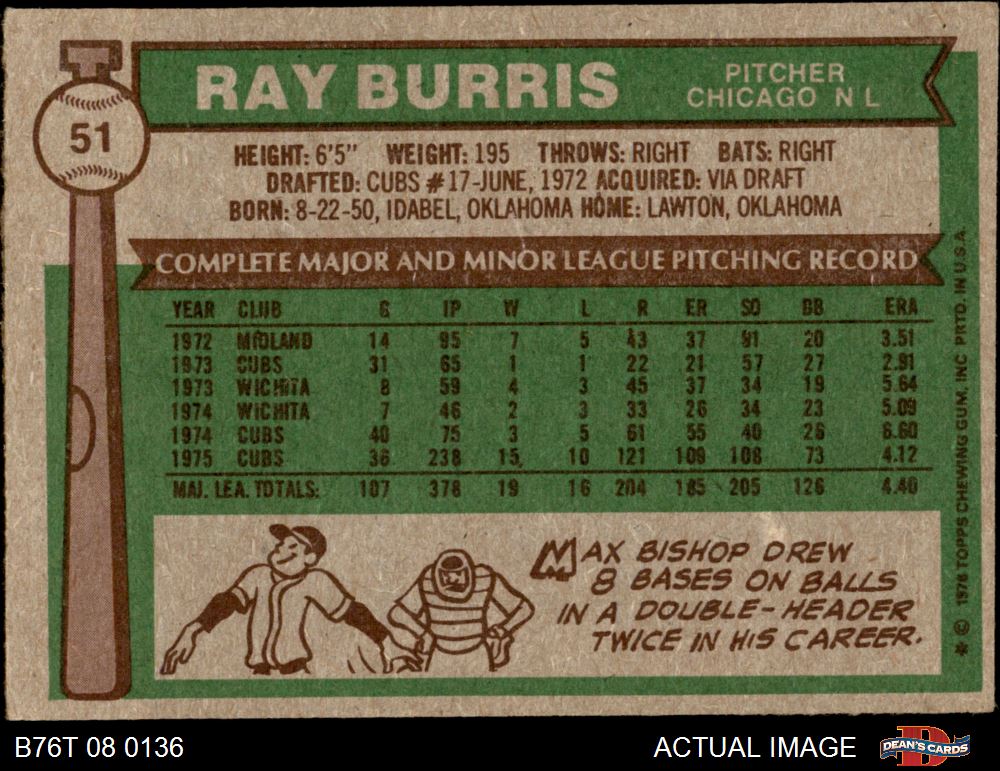 51
RAY BURRIS
PITCHER
CHICAGO N L
HEIGHT: 6'5" WEIGHT: 195 THROWS: RIGHT BATS: RIGHT
DRAFTED: CUBS #17-JUNE, 1972 ACQUIRED: VIA DRAFT
BORN: 8-22-50, IDABEL, OKLAHOMA HOME: LAWTON, OKLAHOMA
COMPLETE MAJOR AND MINOR LEAGUE PITCHING RECORD
YEAR CLUB G IP W L R ER SO BB ERA
1972 MIDLAND 14 95 7 5 43 37 91 20 3.51
1973 CUBS 31 65 1 1 22 21 57 27 2.91
1973 WICHITA 8 59 4 3 45 37 34 19 5.64
1974 WICHITA 7 46 2 3 33 26 34 23 5.09
1974 CUBS 40 75 3 5 61 55 40 26 6.60
1975 CUBS 36 238 15 10 121 109 108 73 4.12
MAJ. LEA. TOTALS: 107 378 19 16 204 185 205 126 4.40
MAX BISHOP DREW
8 BASES ON BALLS
IN A DOUBLE-HEADER
TWICE IN HIS CAREER.
* © 1976 TOPPS CHEWING GUM, INC PRTD. IN U.S.A.
B76T 08 0136
ACTUAL IMAGE
DEAN'S CARDS